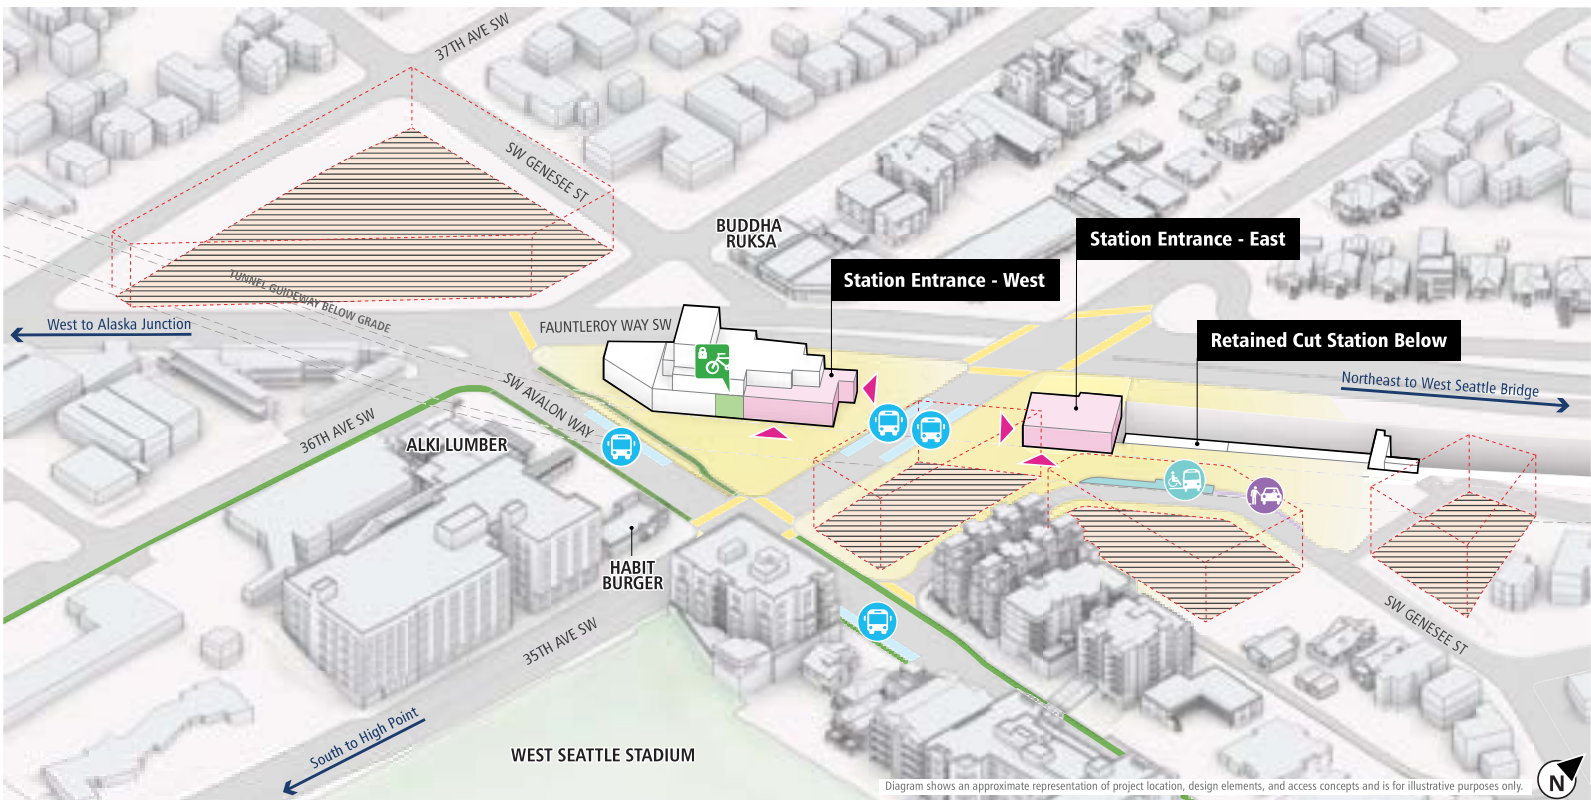 37TH AVE SW
SW GENESEE ST
BUDDHA
RUKSA
Station Entrance - East
Station Entrance - West
TUNNEL GUIDEWAY BELOW GRADE
West to Alaska Junction
FAUNTLEROY WAY SW
Retained Cut Station Below
Northeast to West Seattle Bridge
SW AVALON WAY
36TH AVE SW
ALKI LUMBER
HABIT
BURGER
35TH AVE SW
SW GENESEE ST
South to High Point
WEST SEATTLE STADIUM
Diagram shows an approximate representation of project location, design elements, and access concepts and is for illustrative purposes only.
N